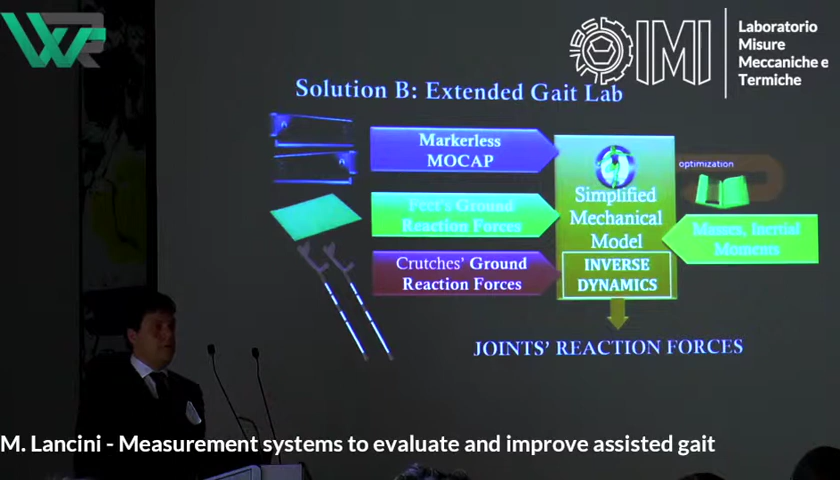 WR
IMI
Laboratorio
Misure
Meccaniche e
Termiche
Solution B: Extended Gait Lab
Markerless
MOCAP
Feet's Ground
Reaction Forces
Crutches' Ground
Reaction Forces
Simplified
Mechanical
Model
INVERSE
DYNAMICS
optimization
Masses, Inertial
Moments
JOINTS' REACTION FORCES
M. Lancini - Measurement systems to evaluate and improve assisted gait